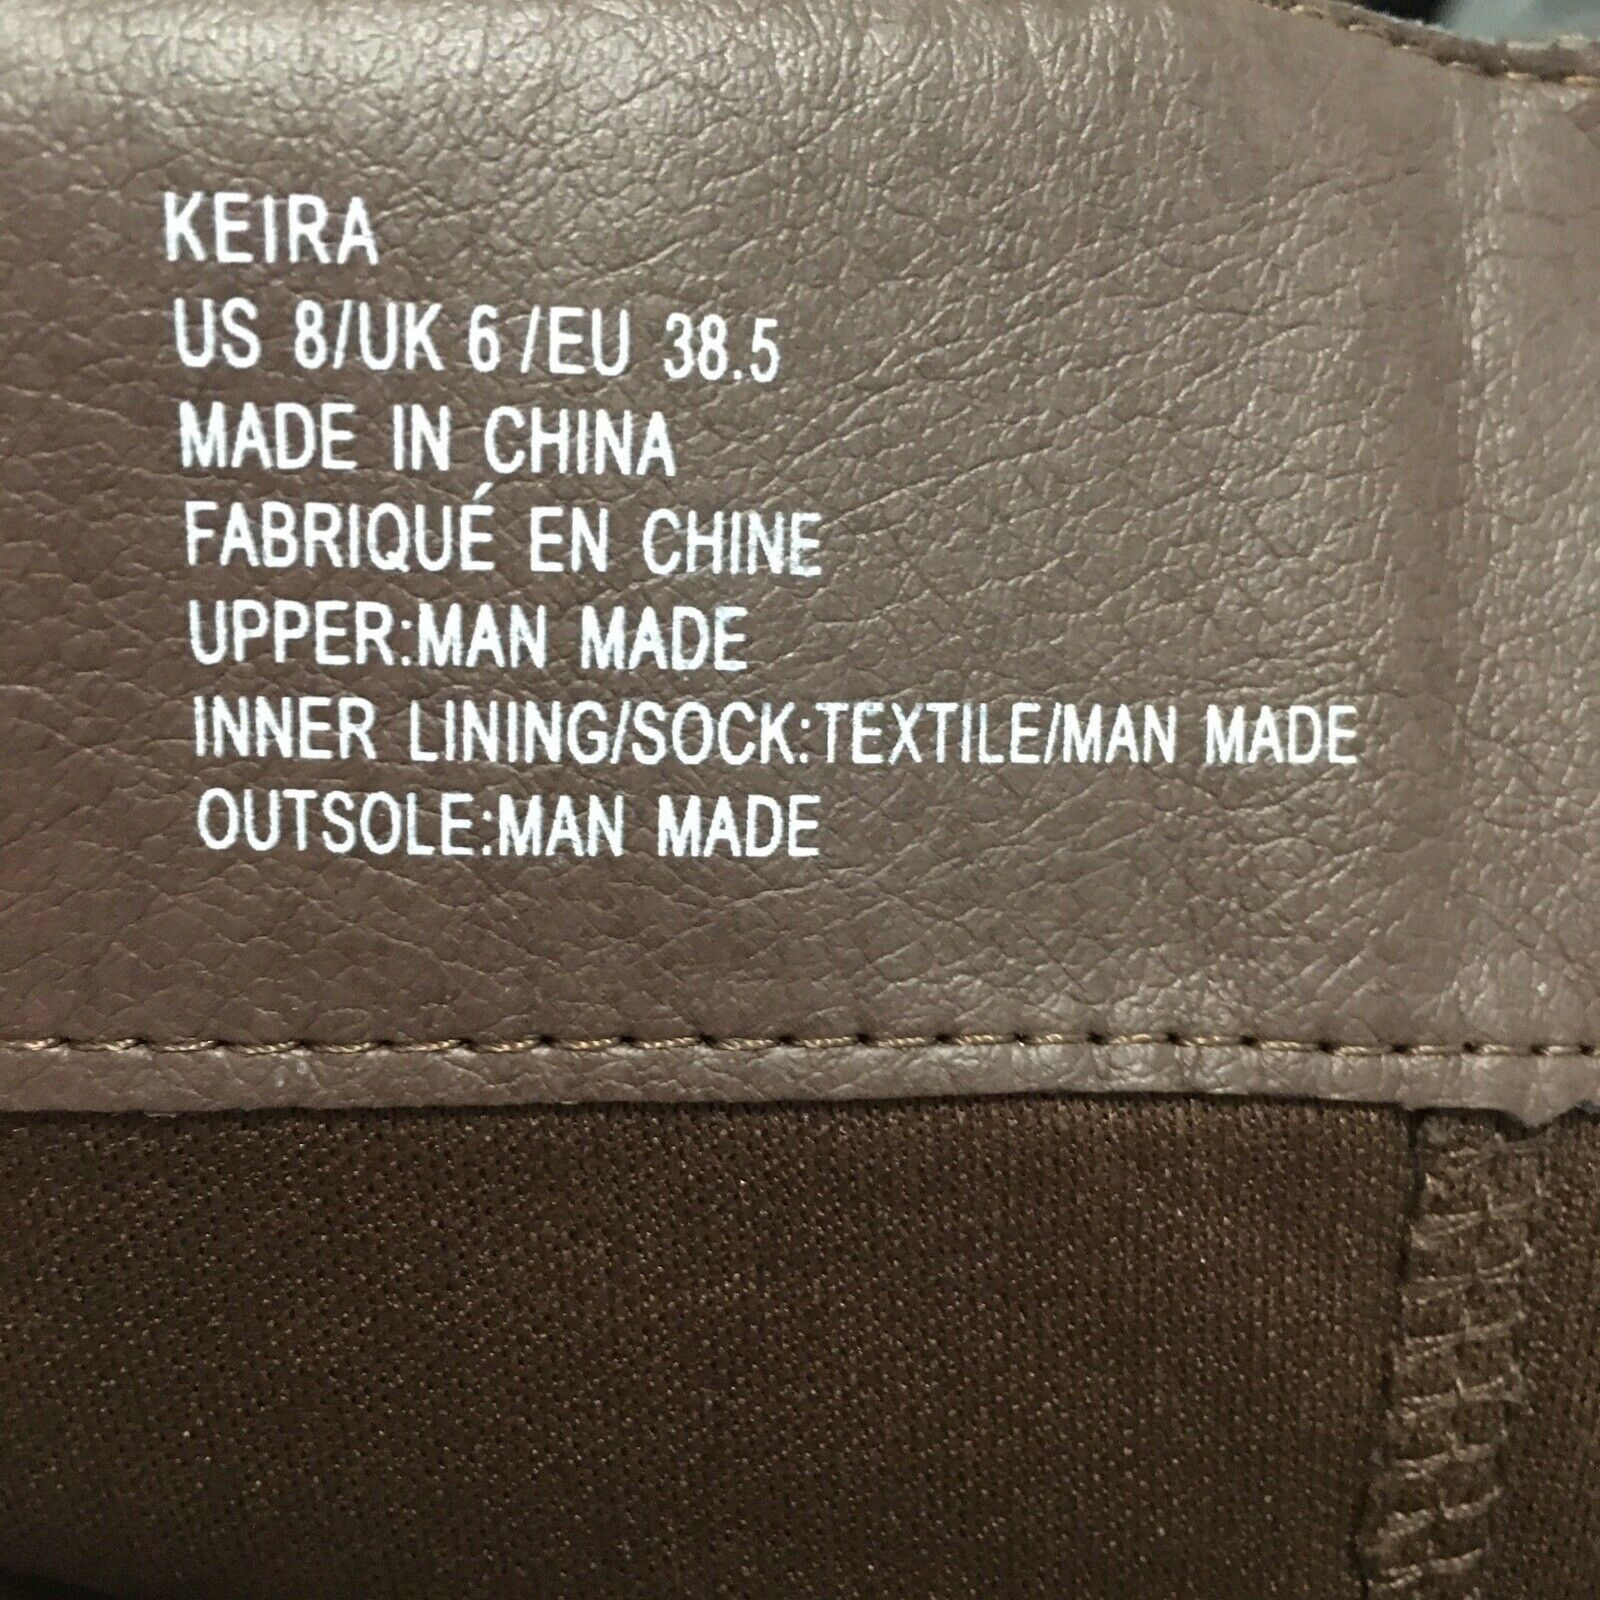 KEIRA
US 8/UK 6 /EU 38.5
MADE IN CHINA
FABRIQUÉ EN CHINE
UPPER:MAN MADE
INNER LINING/SOCK:TEXTILE/MAN MADE
OUTSOLE:MAN MADE